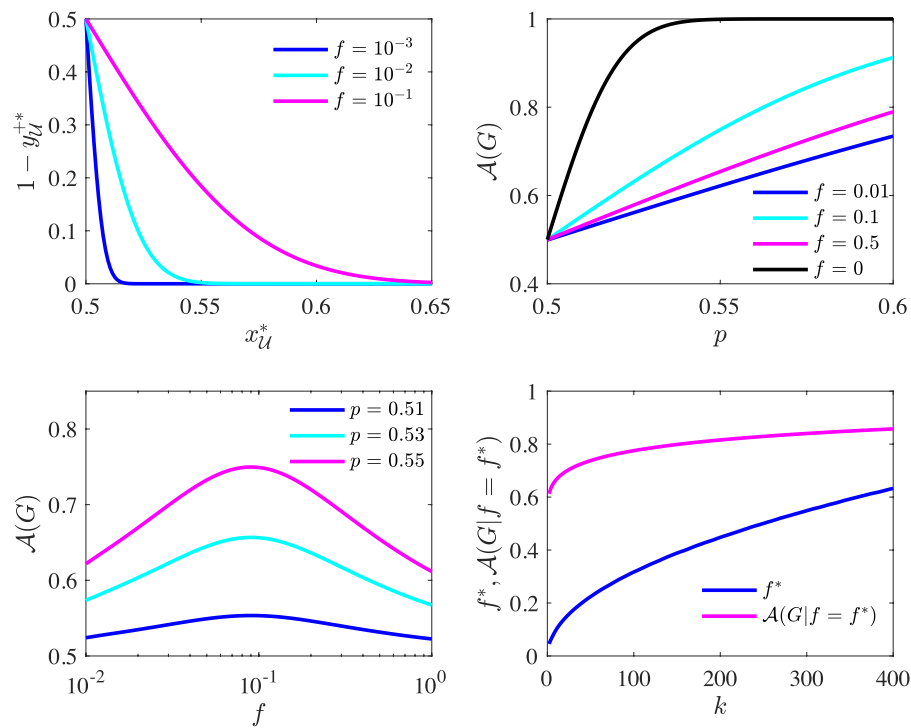 0.5
0.4
0.3
0.2
0.1
0
1 − y_𝒰^{+*}
f = 10⁻³
f = 10⁻²
f = 10⁻¹
0.5 0.55 0.6 0.65
x_𝒰^*
1
0.8
0.6
0.4
𝒜(G)
f = 0.01
f = 0.1
f = 0.5
f = 0
0.5 0.55 0.6
p
0.8
0.7
0.6
0.5
𝒜(G)
p = 0.51
p = 0.53
p = 0.55
10⁻² 10⁻¹ 10⁰
f
1
0.8
0.6
0.4
0.2
0
f*, 𝒜(G|f = f*)
f*
𝒜(G|f = f*)
0 100 200 300 400
k